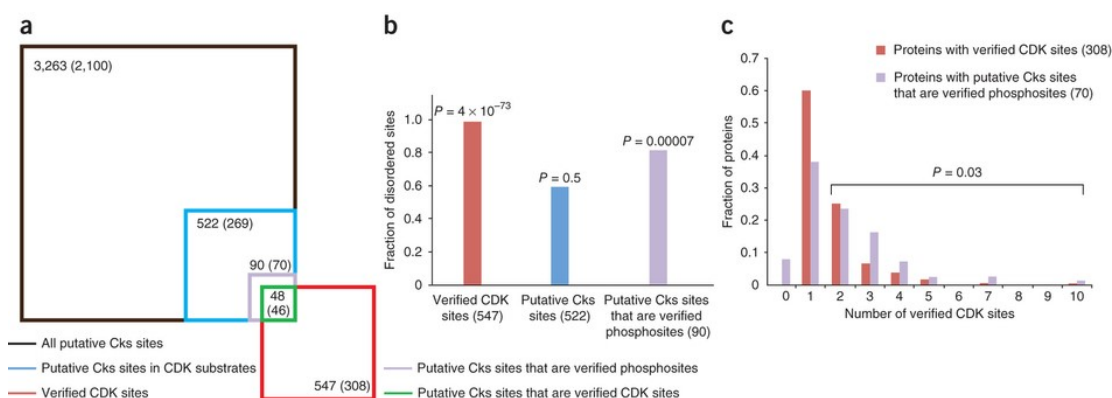 a
3,263 (2,100)
522 (269)
90 (70)
48
(46)
547 (308)
All putative Cks sites
Putative Cks sites in CDK substrates
Verified CDK sites
Putative Cks sites that are verified phosphosites
Putative Cks sites that are verified CDK sites
b
Fraction of disordered sites
1.0
0.8
0.6
0.4
0.2
0
P = 4 × 10⁻⁷³
P = 0.5
P = 0.00007
Verified CDK
sites (547)
Putative Cks
sites (522)
Putative Cks sites
that are verified
phosphosites (90)
c
Proteins with verified CDK sites (308)
Proteins with putative Cks sites
that are verified phosphosites (70)
Fraction of proteins
0.7
0.6
0.5
0.4
0.3
0.2
0.1
0
P = 0.03
0 1 2 3 4 5 6 7 8 9 10
Number of verified CDK sites